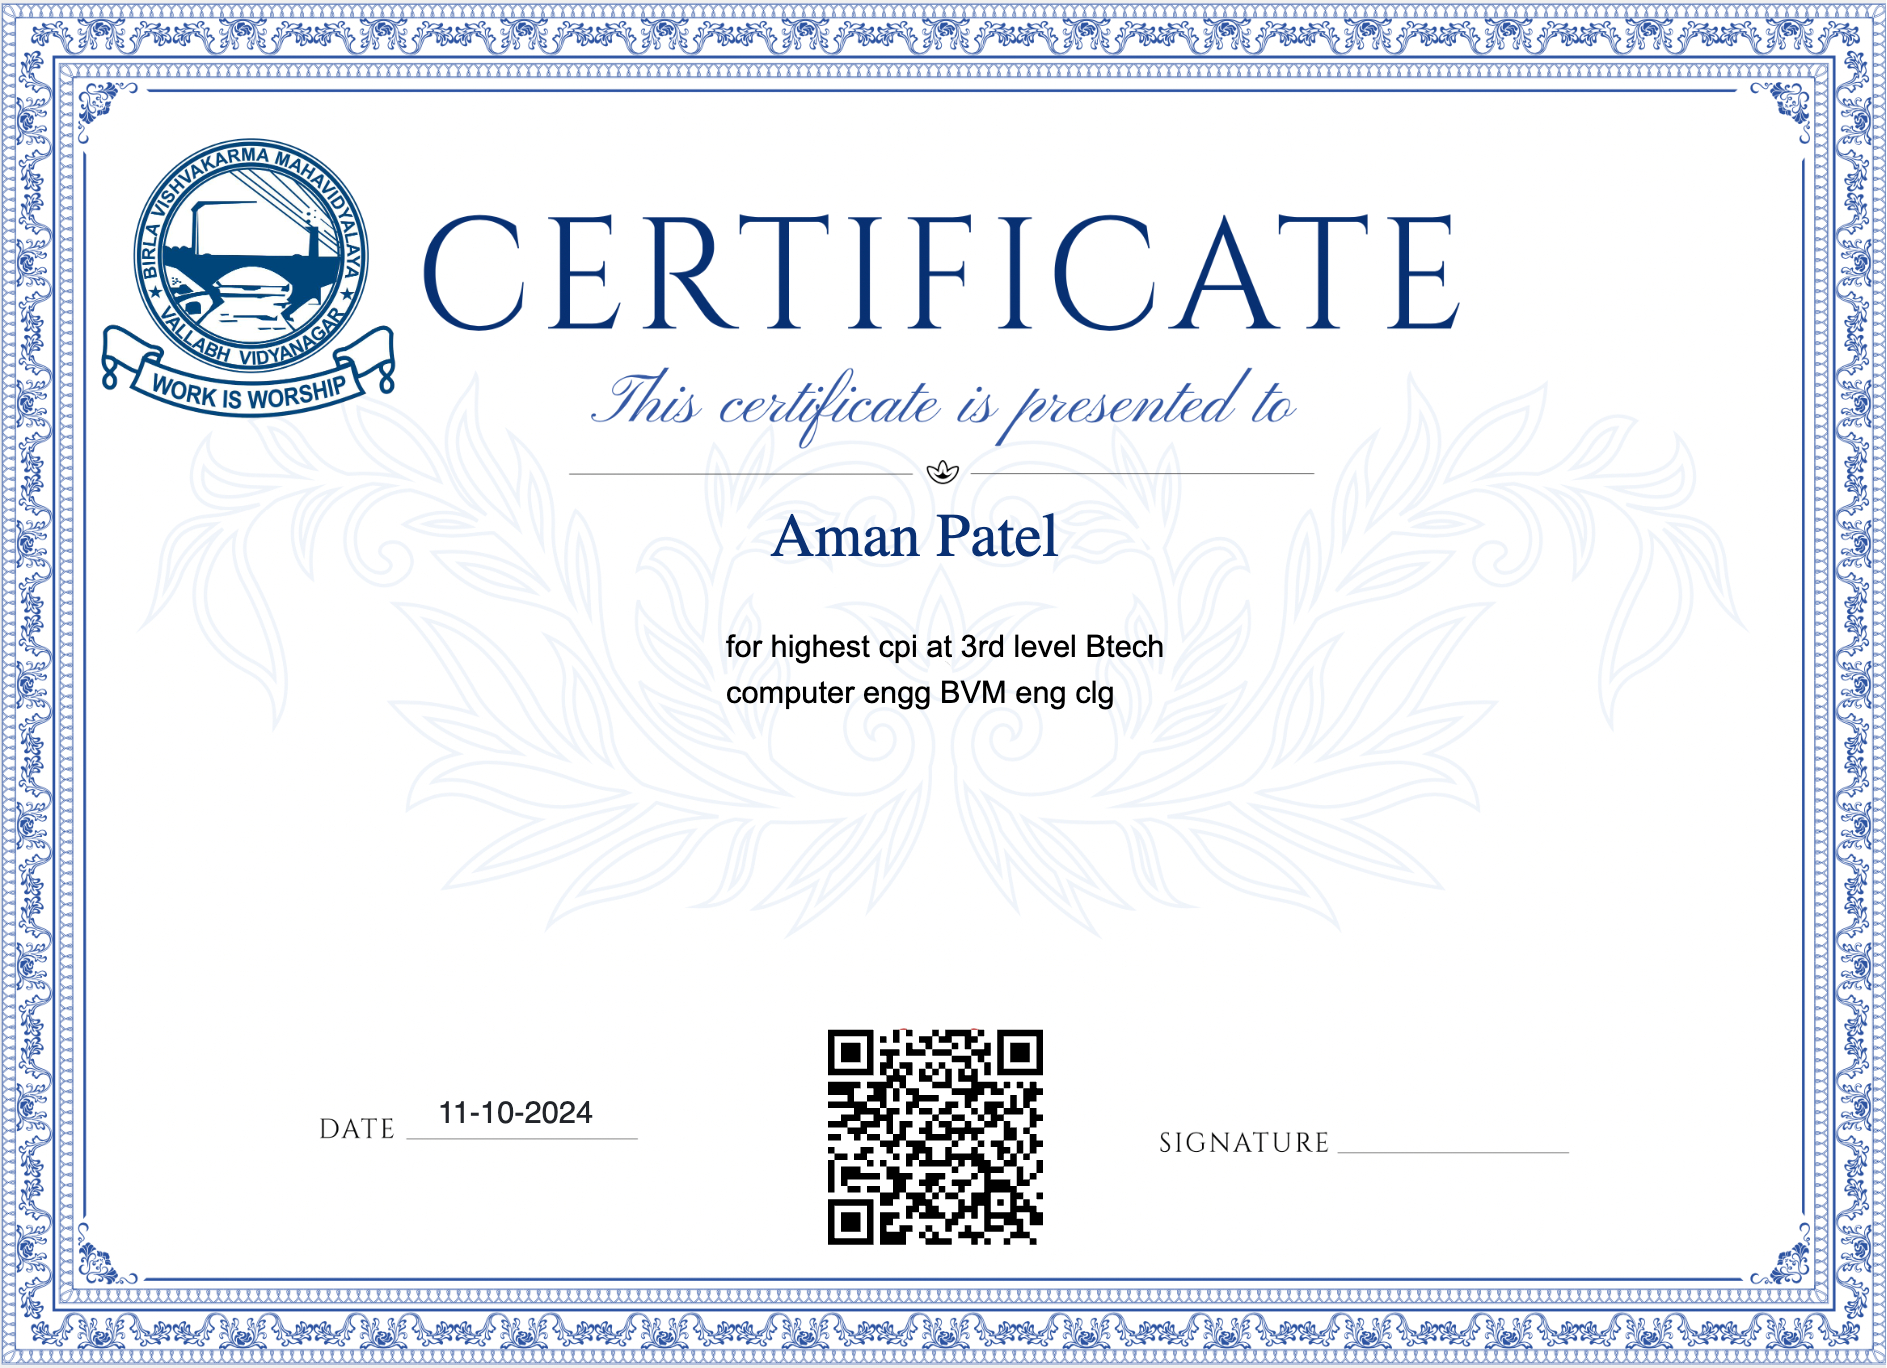 BIRLA VISHVAKARMA MAHAVIDYALAYA
★ VALLABH VIDYANAGAR ★
WORK IS WORSHIP
CERTIFICATE
This certificate is presented to
Aman Patel
for highest cpi at 3rd level Btech
computer engg BVM eng clg
DATE 11-10-2024
SIGNATURE